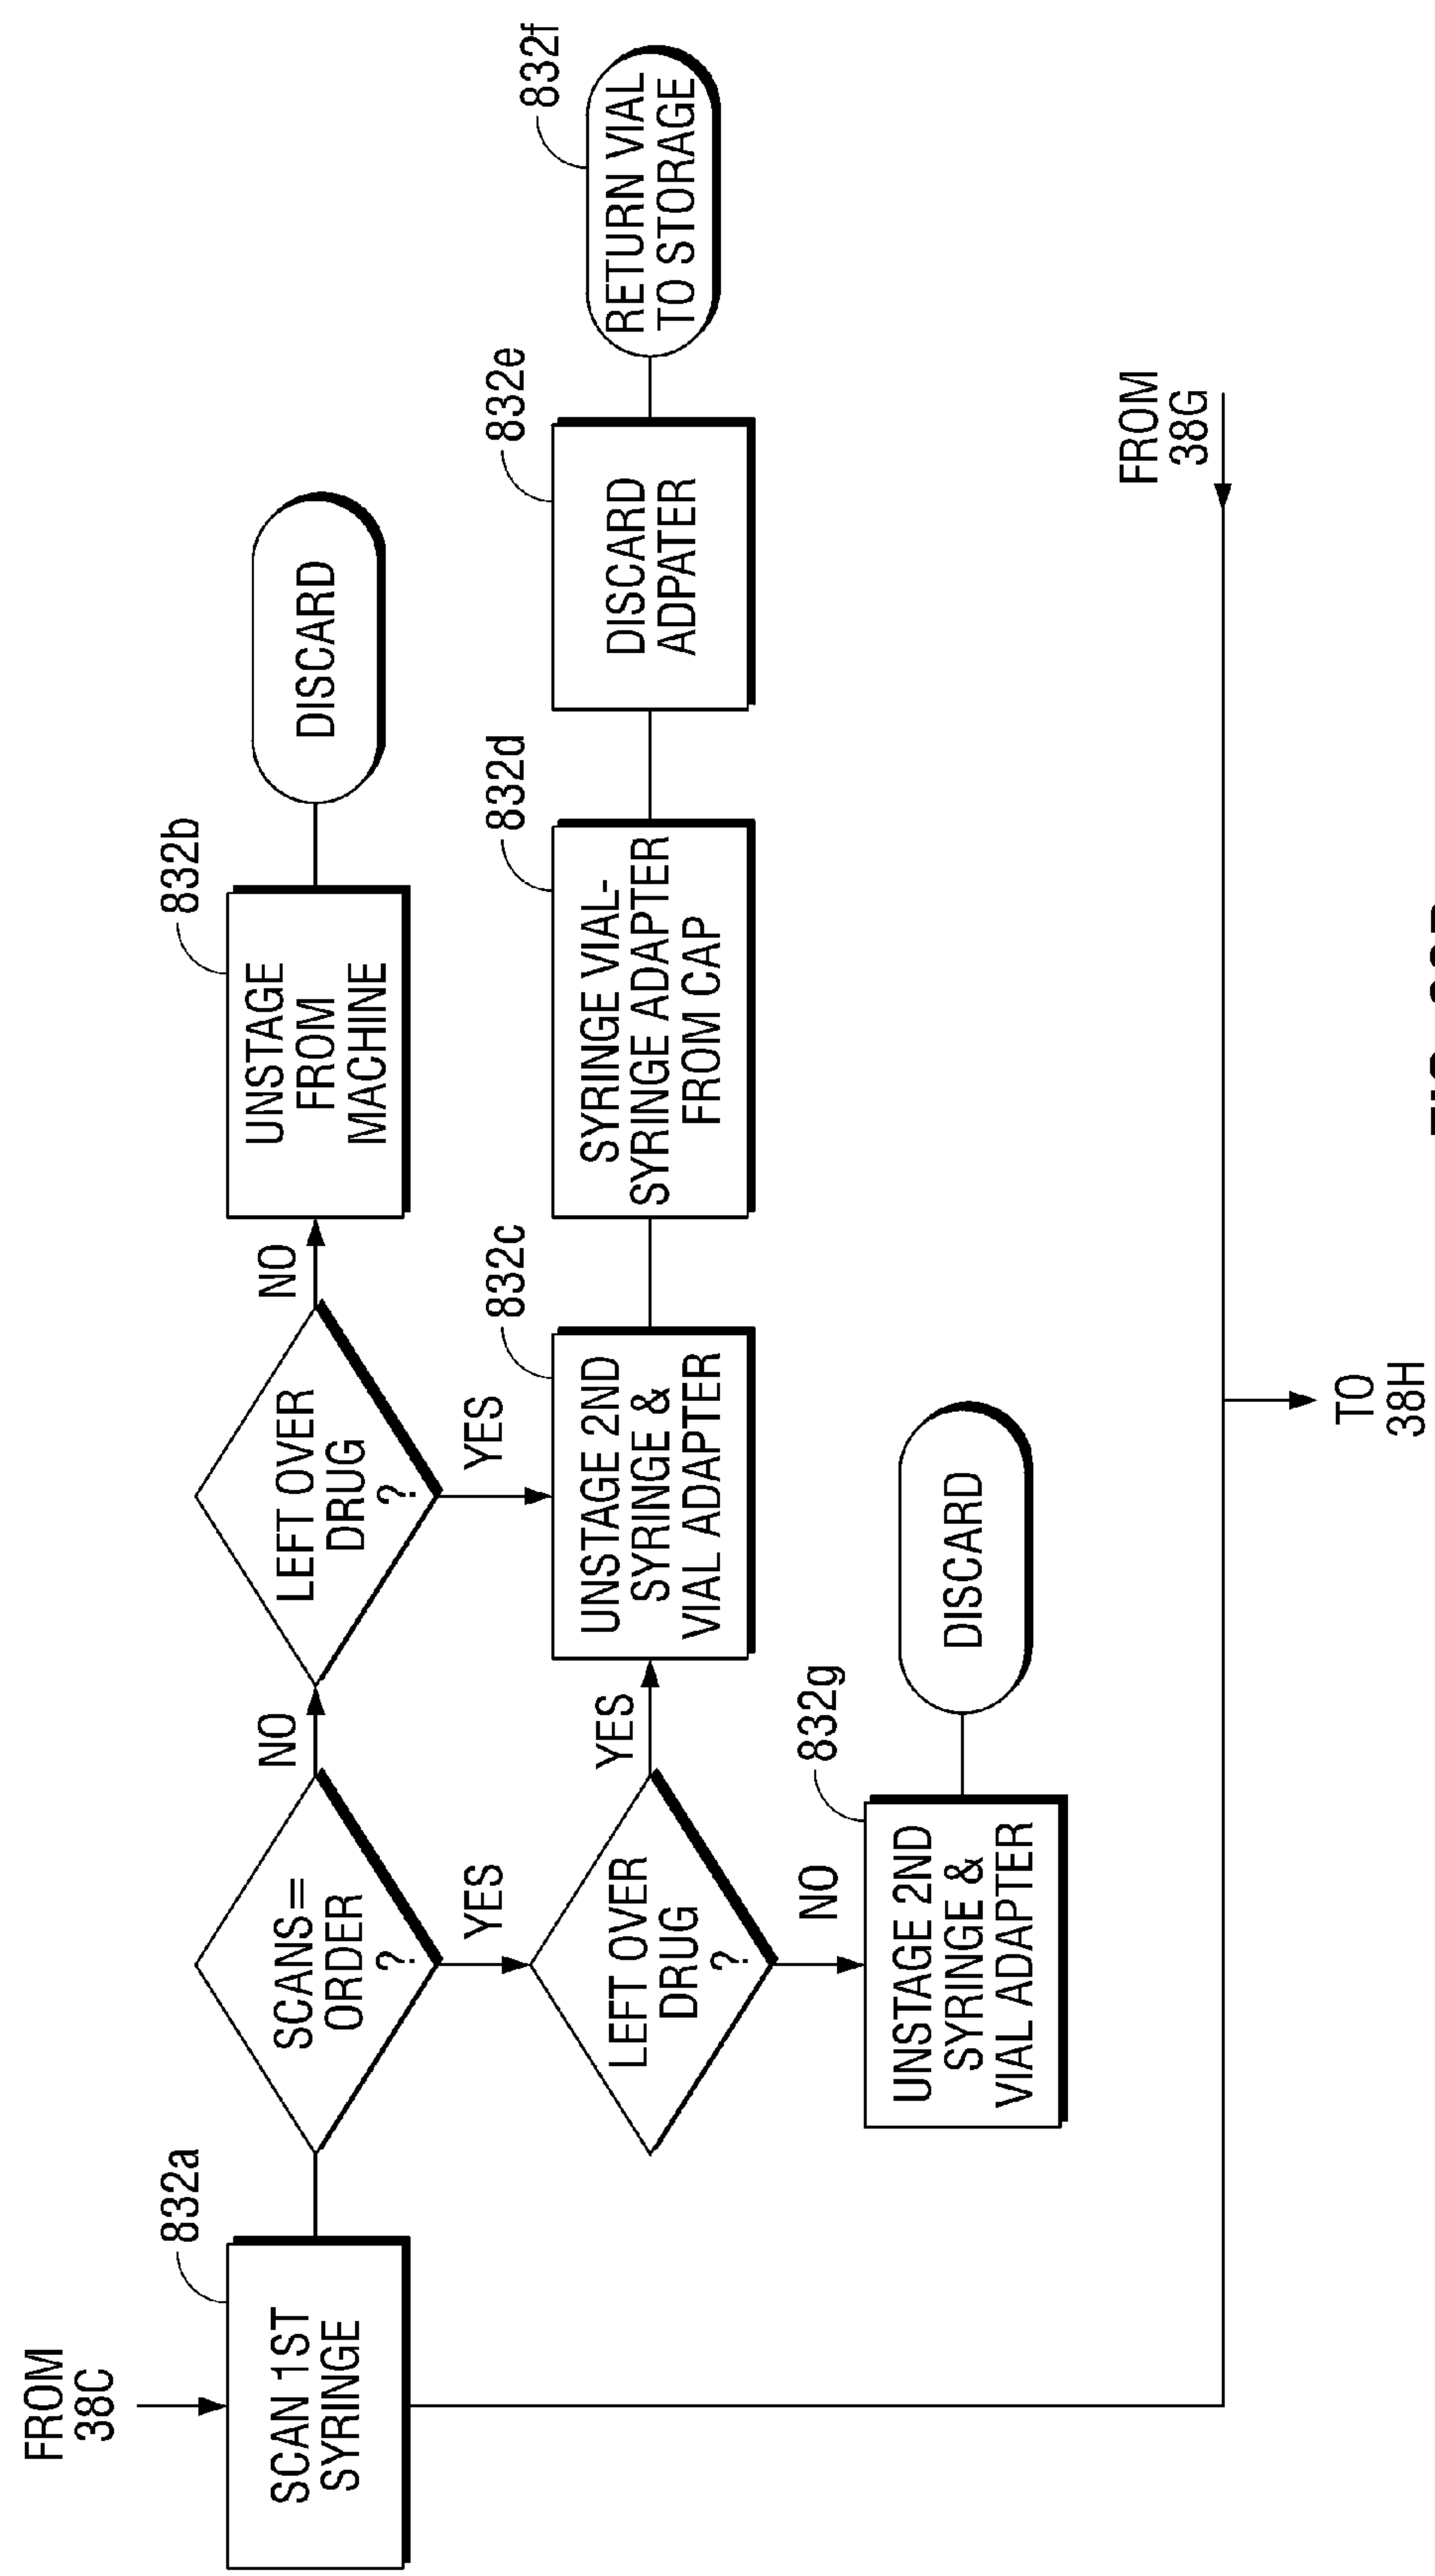 FROM
38C
832a
SCAN 1ST
SYRINGE
SCANS=
ORDER
?
NO
YES
LEFT OVER
DRUG
?
NO
YES
832b
UNSTAGE
FROM
MACHINE
DISCARD
LEFT OVER
DRUG
?
YES
NO
832c
UNSTAGE 2ND
SYRINGE &
VIAL ADAPTER
832d
SYRINGE VIAL-
SYRINGE ADAPTER
FROM CAP
832e
DISCARD
ADPATER
832f
RETURN VIAL
TO STORAGE
832g
UNSTAGE 2ND
SYRINGE &
VIAL ADAPTER
DISCARD
FROM
38G
TO
38H